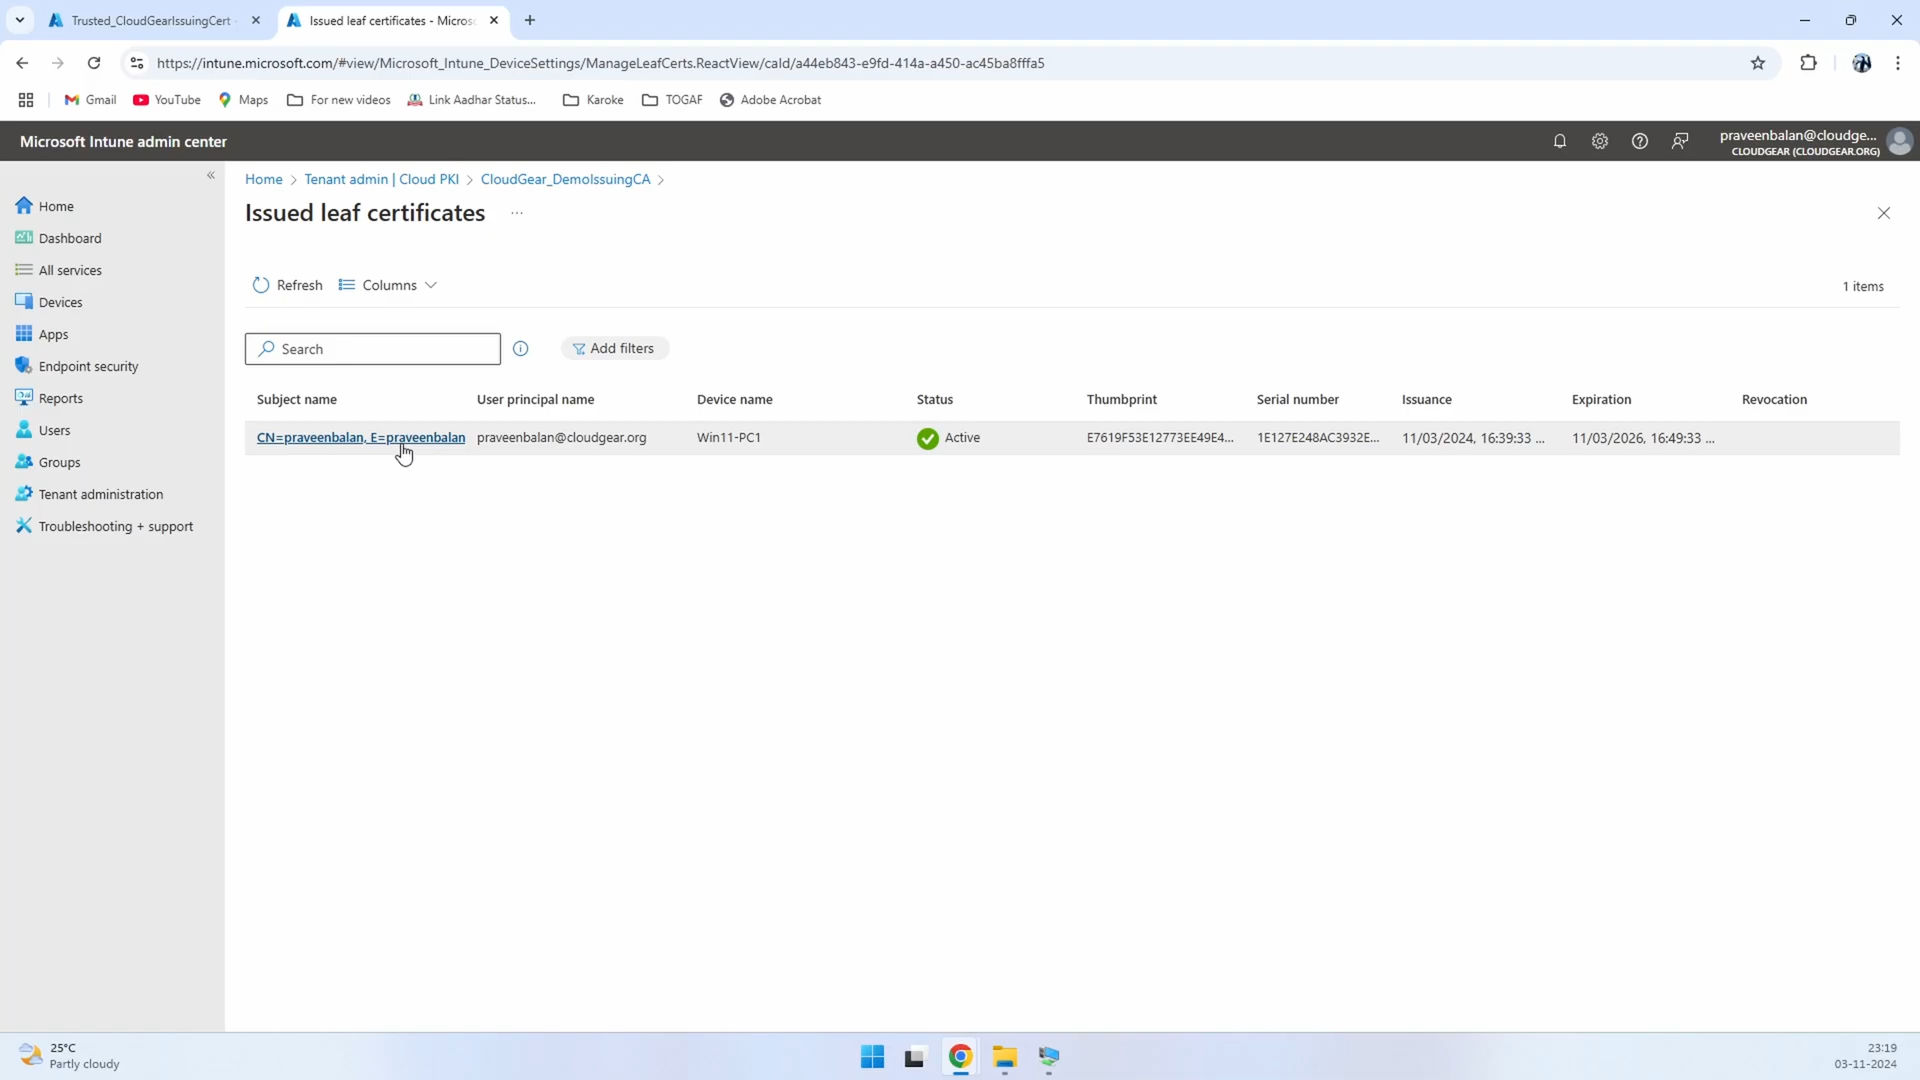 Trusted_CloudGearIssuingCert
Issued leaf certificates - Micros
https://intune.microsoft.com/#view/Microsoft_Intune_DeviceSettings/ManageLeafCerts.ReactView/caId/a44eb843-e9fd-414a-a450-ac45ba8fffa5
Gmail
YouTube
Maps
For new videos
Link Aadhar Status...
Karoke
TOGAF
Adobe Acrobat
Microsoft Intune admin center
praveenbalan@cloudge...
CLOUDGEAR (CLOUDGEAR.ORG)
Home
Dashboard
All services
Devices
Apps
Endpoint security
Reports
Users
Groups
Tenant administration
Troubleshooting + support
Home > Tenant admin | Cloud PKI > CloudGear_DemoIssuingCA >
Issued leaf certificates ...
Refresh
Columns
1 items
Search
Add filters
Subject name User principal name Device name Status Thumbprint Serial number Issuance Expiration Revocation
CN=praveenbalan, E=praveenbalan praveenbalan@cloudgear.org Win11-PC1 Active E7619F53E12773EE49E4... 1E127E248AC3932E... 11/03/2024, 16:39:33 ... 11/03/2026, 16:49:33 ...
25°C
Partly cloudy
23:19
03-11-2024